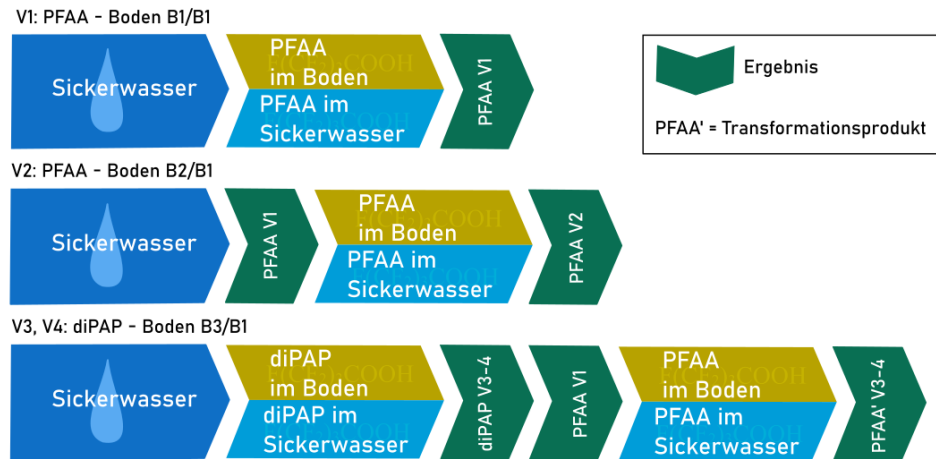 V1: PFAA - Boden B1/B1
Sickerwasser
PFAA
im Boden
PFAA im
Sickerwasser
PFAA V1
Ergebnis
PFAA' = Transformationsprodukt
V2: PFAA - Boden B2/B1
Sickerwasser
PFAA V1
PFAA
im Boden
PFAA im
Sickerwasser
PFAA V2
V3, V4: diPAP - Boden B3/B1
Sickerwasser
diPAP
im Boden
diPAP im
Sickerwasser
diPAP V3-4
PFAA V1
PFAA
im Boden
PFAA im
Sickerwasser
PFAA' V3-4